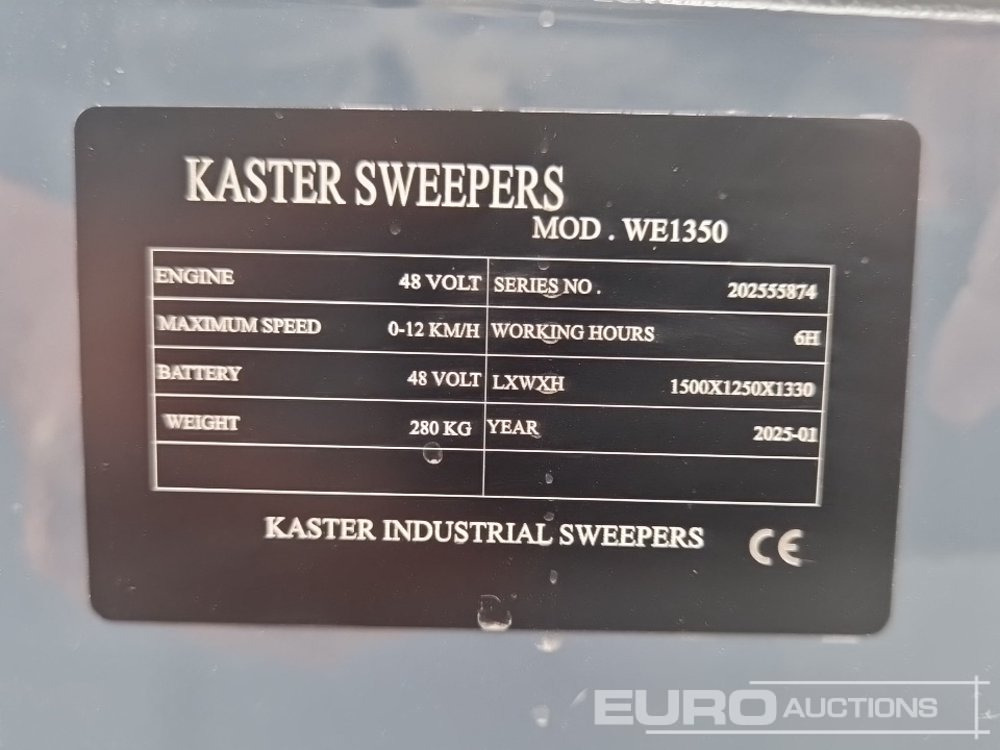 KASTER SWEEPERS
MOD . WE1350
ENGINE 48 VOLT SERIES NO . 202555874
MAXIMUM SPEED 0-12 KM/H WORKING HOURS 6H
BATTERY 48 VOLT LXWXH 1500X1250X1330
WEIGHT 280 KG YEAR 2025-01
KASTER INDUSTRIAL SWEEPERS CE
EURO AUCTIONS